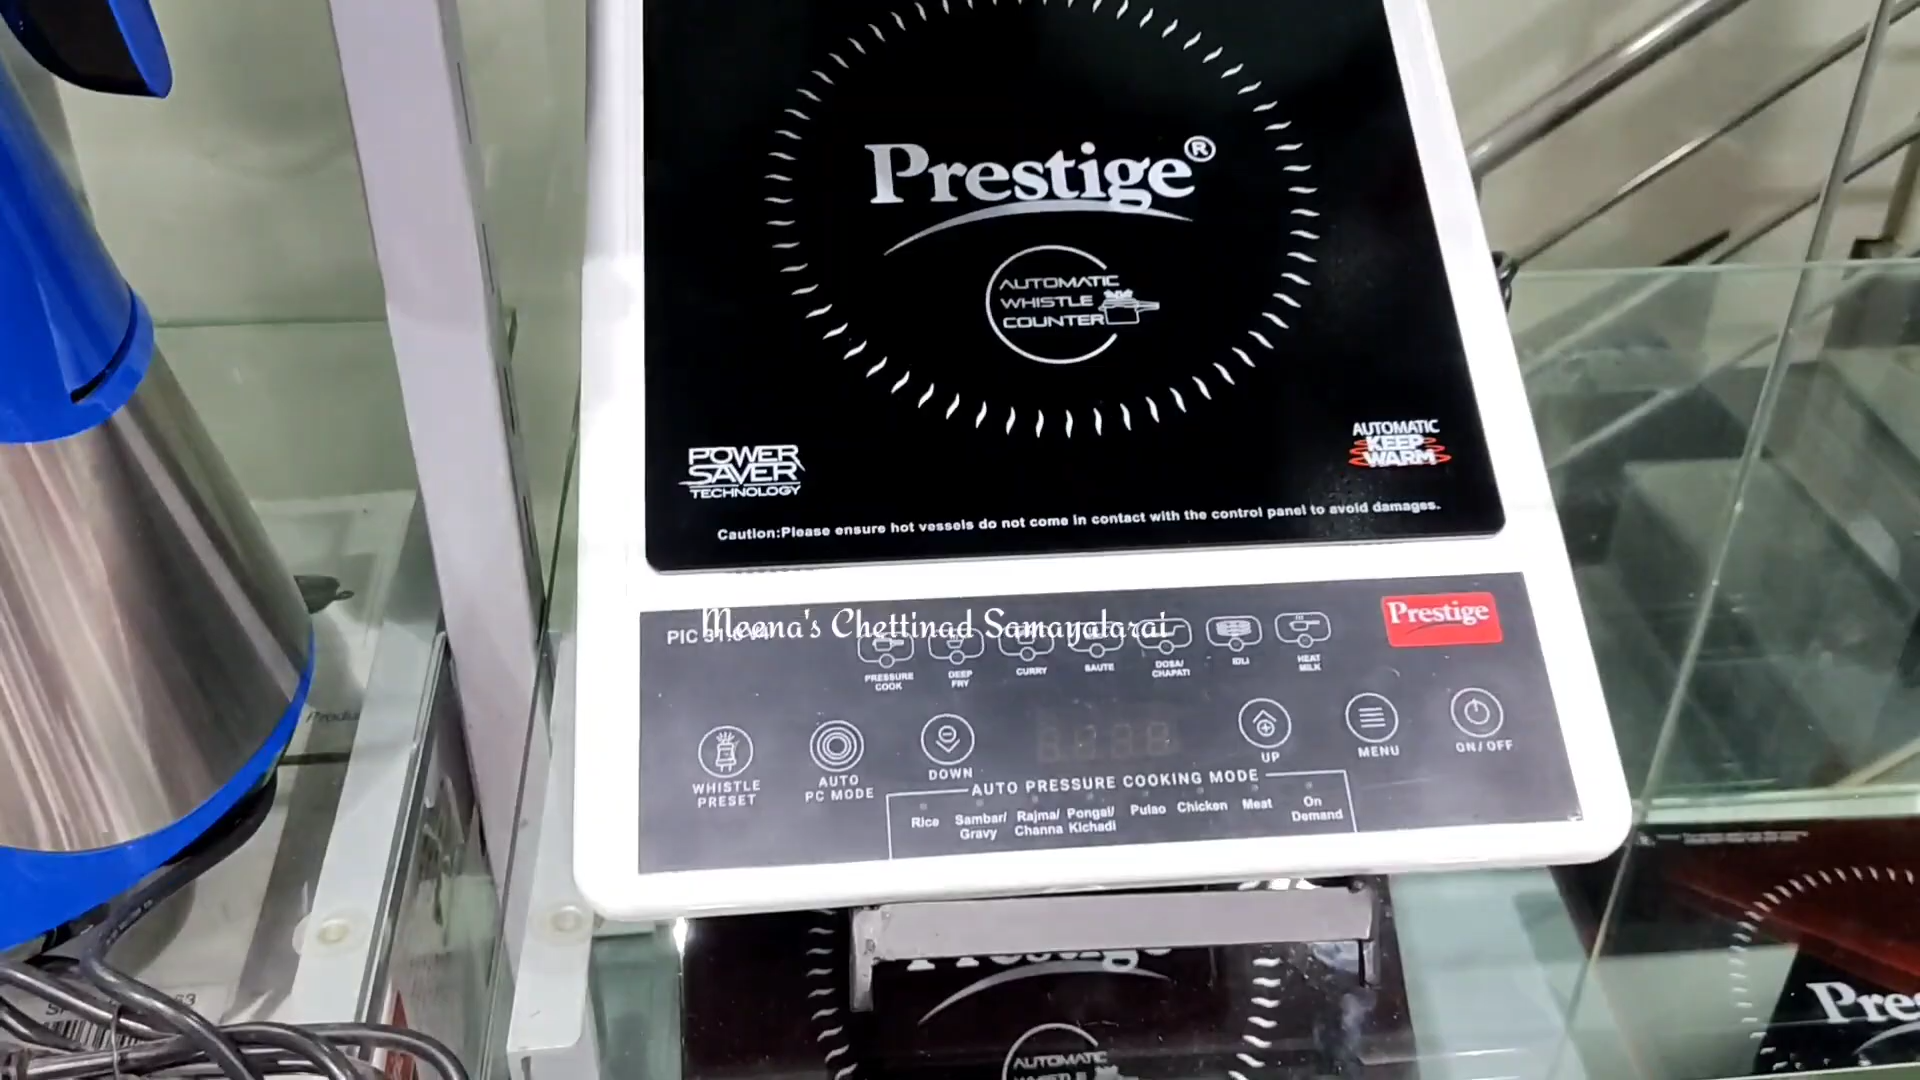 Prestige®
AUTOMATIC
WHISTLE
COUNTER
POWER
SAVER
TECHNOLOGY
AUTOMATIC
KEEP
WARM
Caution:Please ensure hot vessels do not come in contact with the control panel to avoid damages.
Meena's Chettinad Samayalarai
PIC
Prestige
PRESSURE
COOK
DEEP
FRY
CURRY
SAUTE
DOSA/
CHAPATI
IDLI
HEAT
MILK
WHISTLE
PRESET
AUTO
PC MODE
DOWN
UP
MENU
ON/OFF
AUTO PRESSURE COOKING MODE
Rice
Sambar/
Gravy
Rajma/
Channa
Pongal/
Kichadi
Pulao
Chicken
Meat
On
Demand
AUTOMATIC